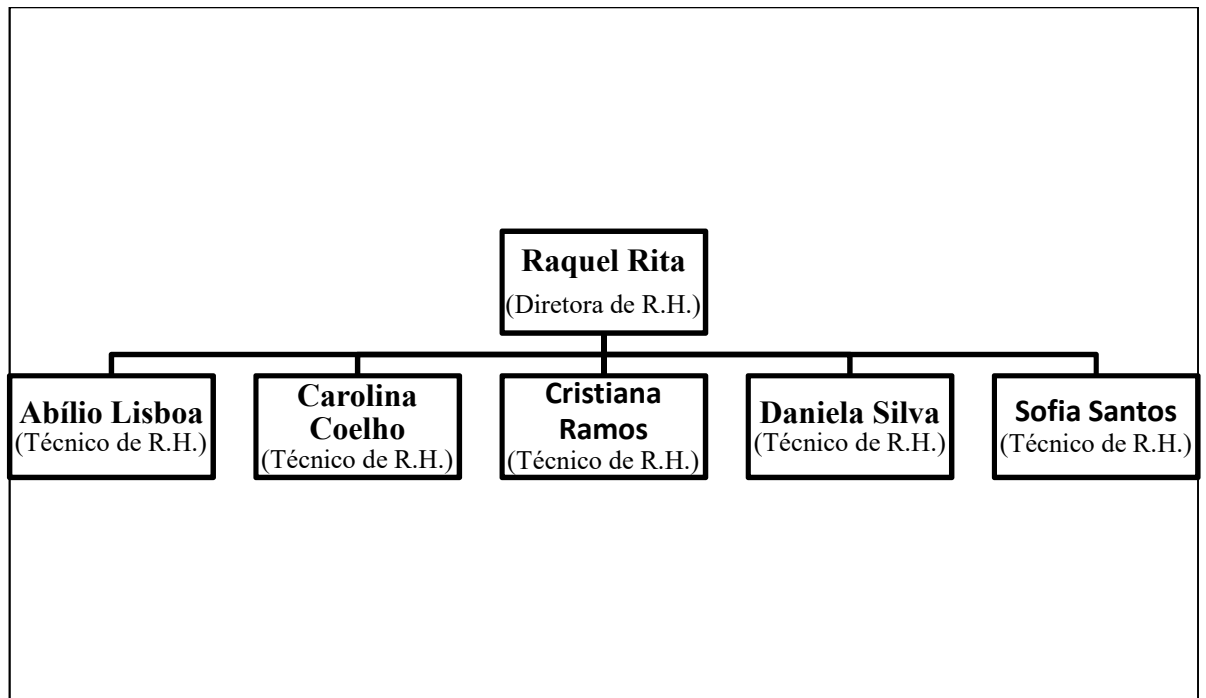 Raquel Rita
(Diretora de R.H.)
Abílio Lisboa
(Técnico de R.H.)
Carolina
Coelho
(Técnico de R.H.)
Cristiana
Ramos
(Técnico de R.H.)
Daniela Silva
(Técnico de R.H.)
Sofia Santos
(Técnico de R.H.)